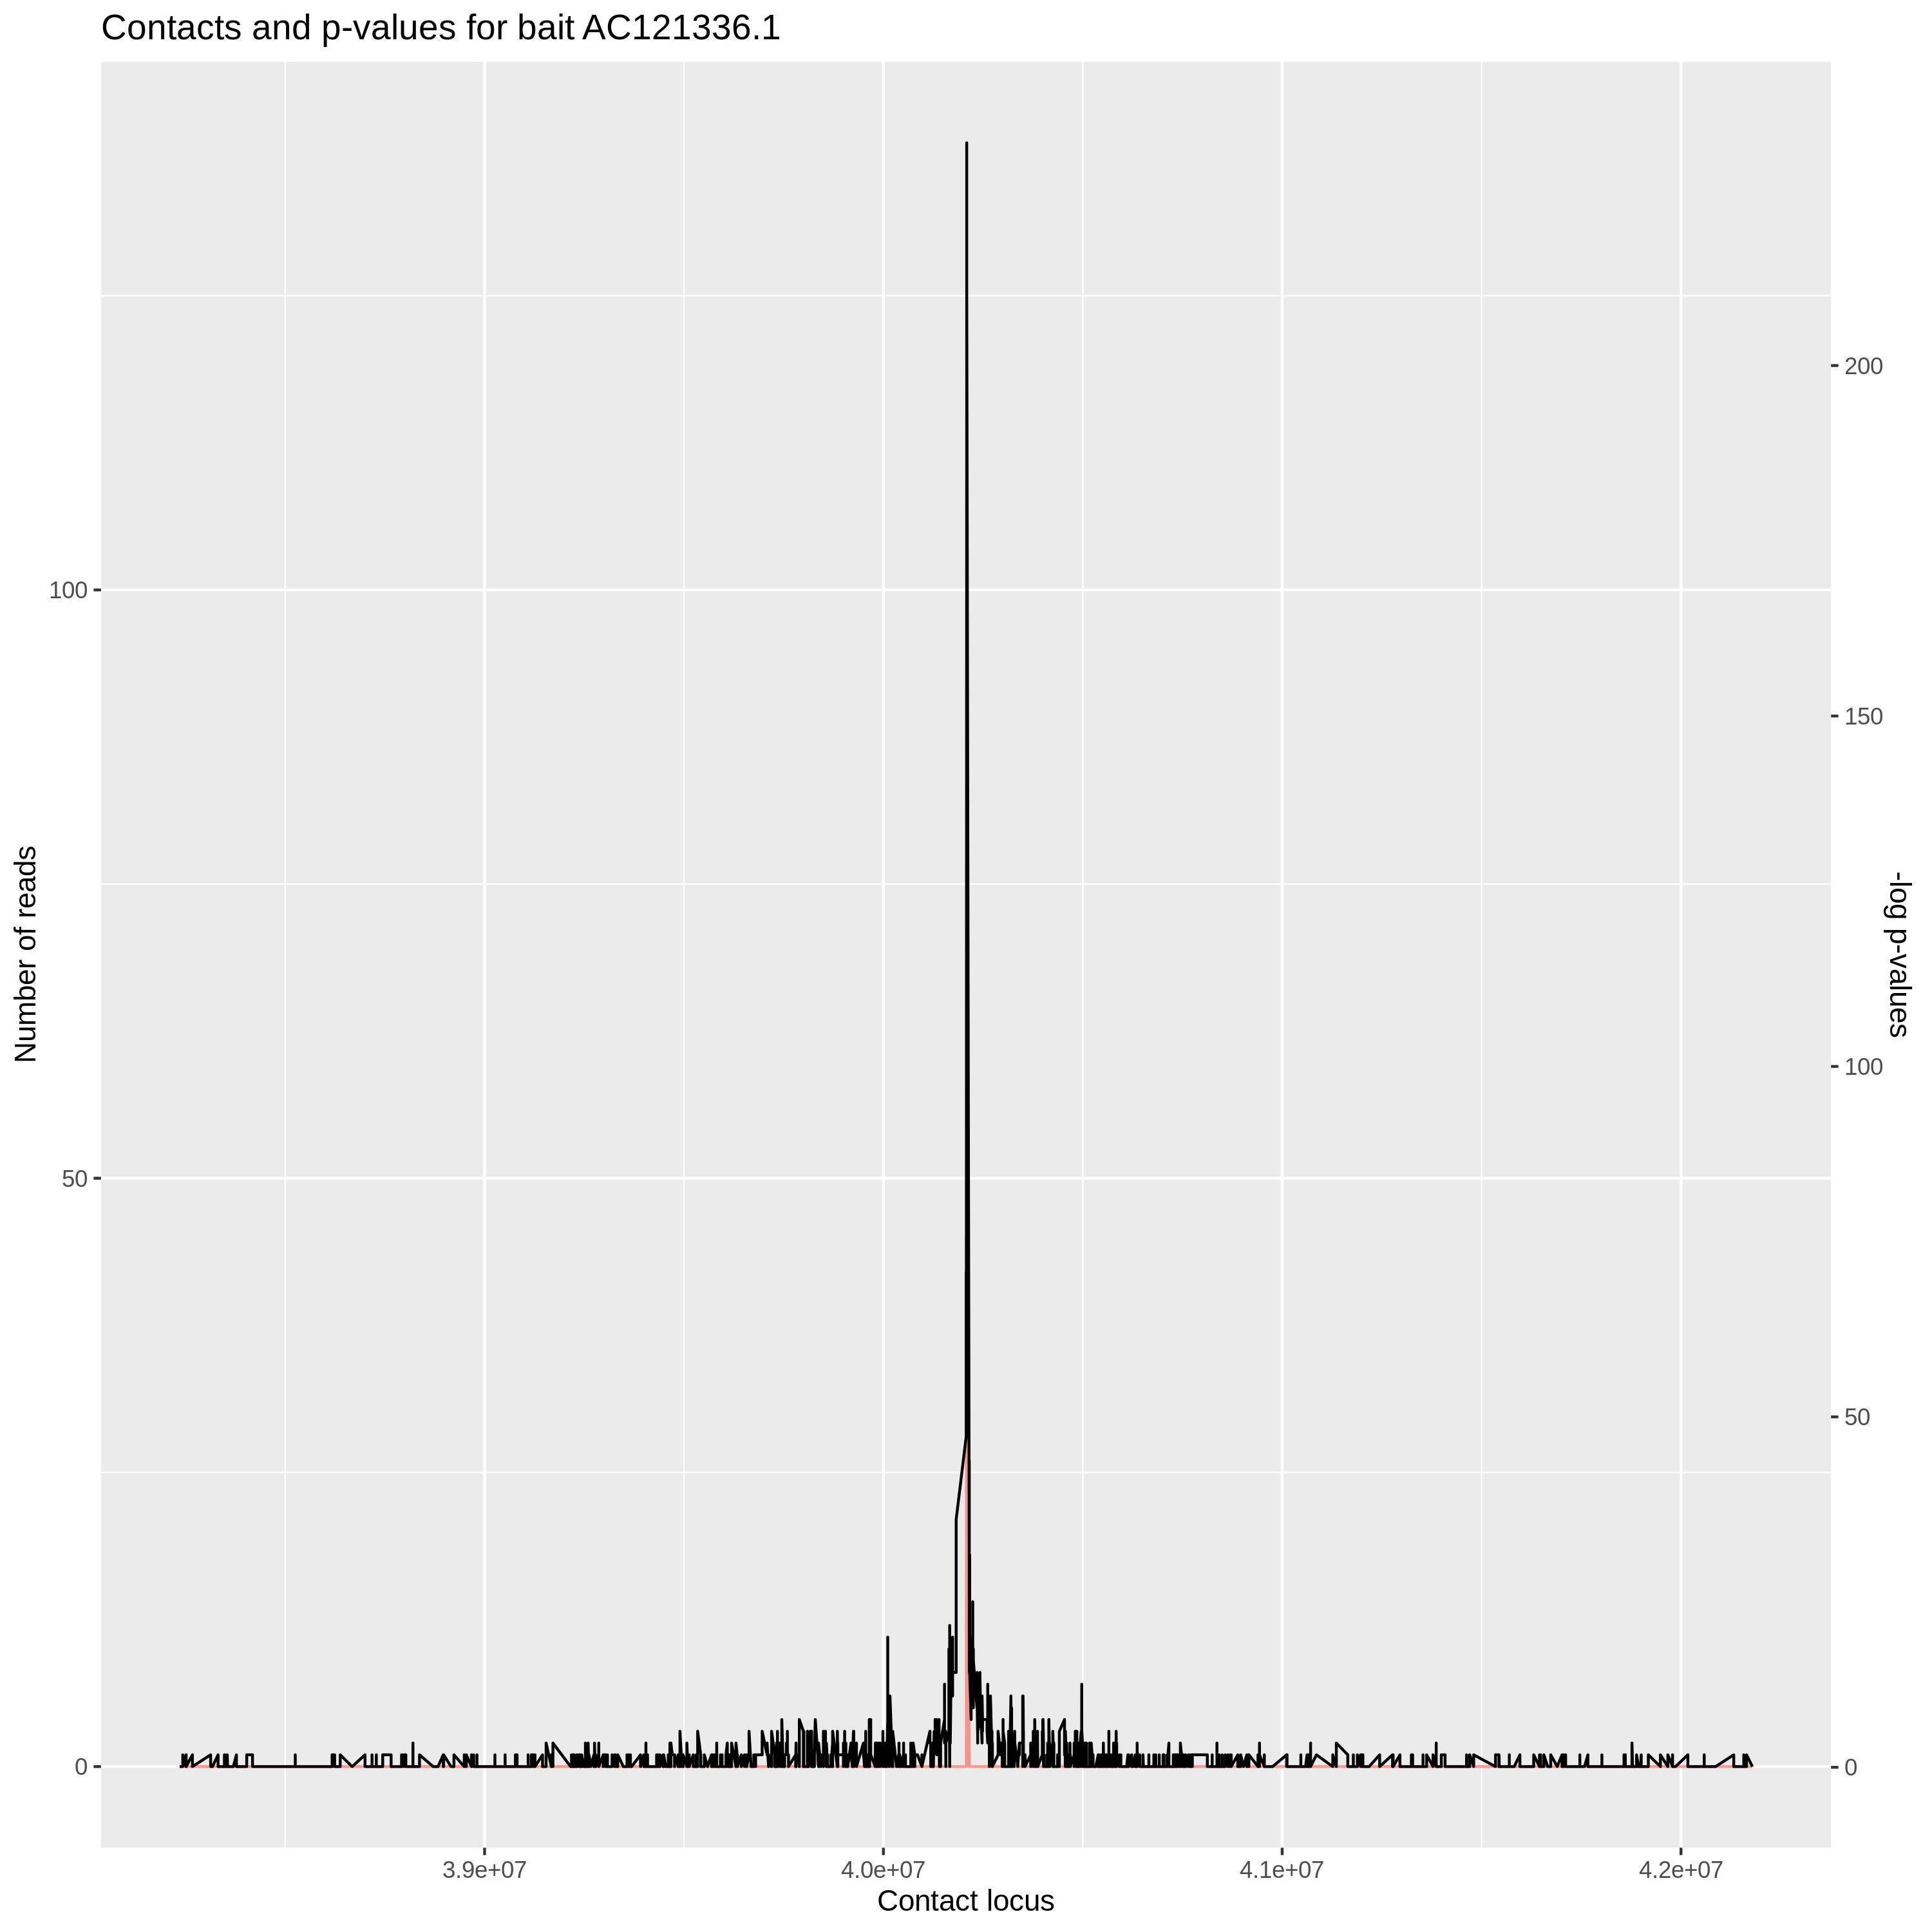 Contacts and p-values for bait AC121336.1
Number of reads
100
50
0
200
150
100
50
0
-log p-values
3.9e+07 4.0e+07 4.1e+07 4.2e+07
Contact locus